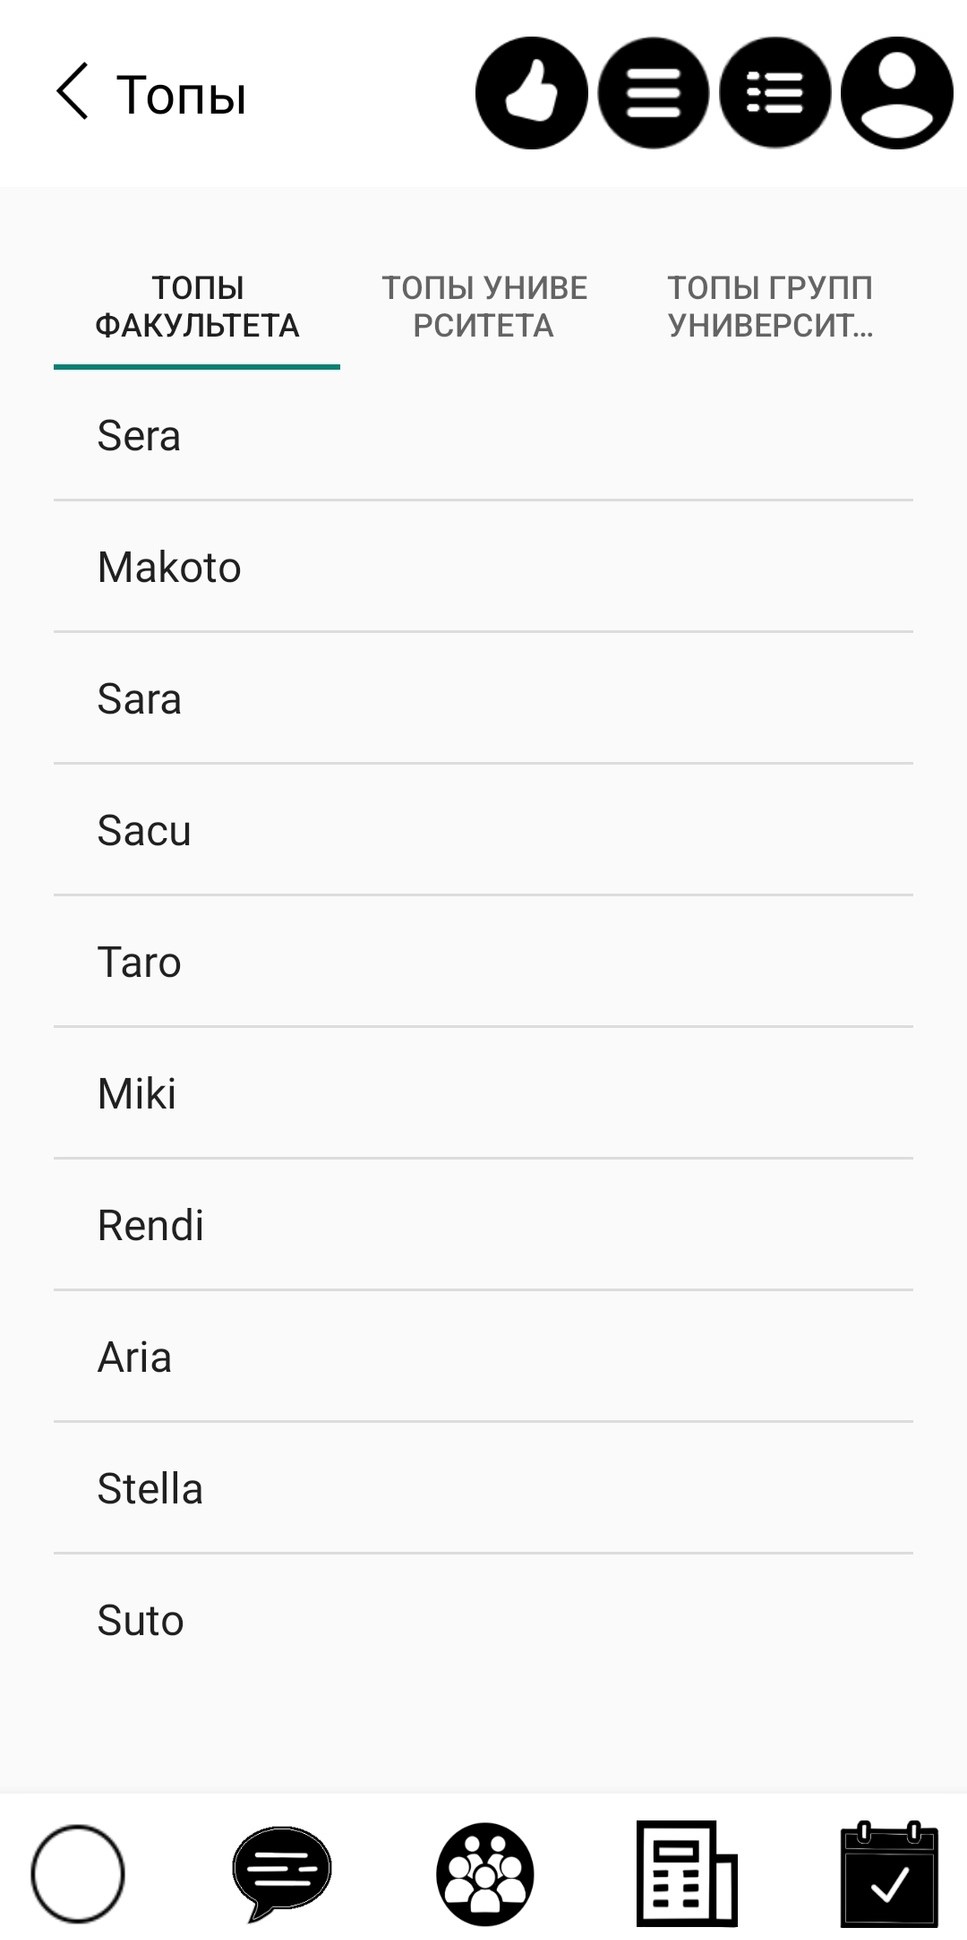 Топы
ТОПЫ
ФАКУЛЬТЕТА
ТОПЫ УНИВЕ
РСИТЕТА
ТОПЫ ГРУПП
УНИВЕРСИТ...
Sera
Makoto
Sara
Sacu
Taro
Miki
Rendi
Aria
Stella
Suto